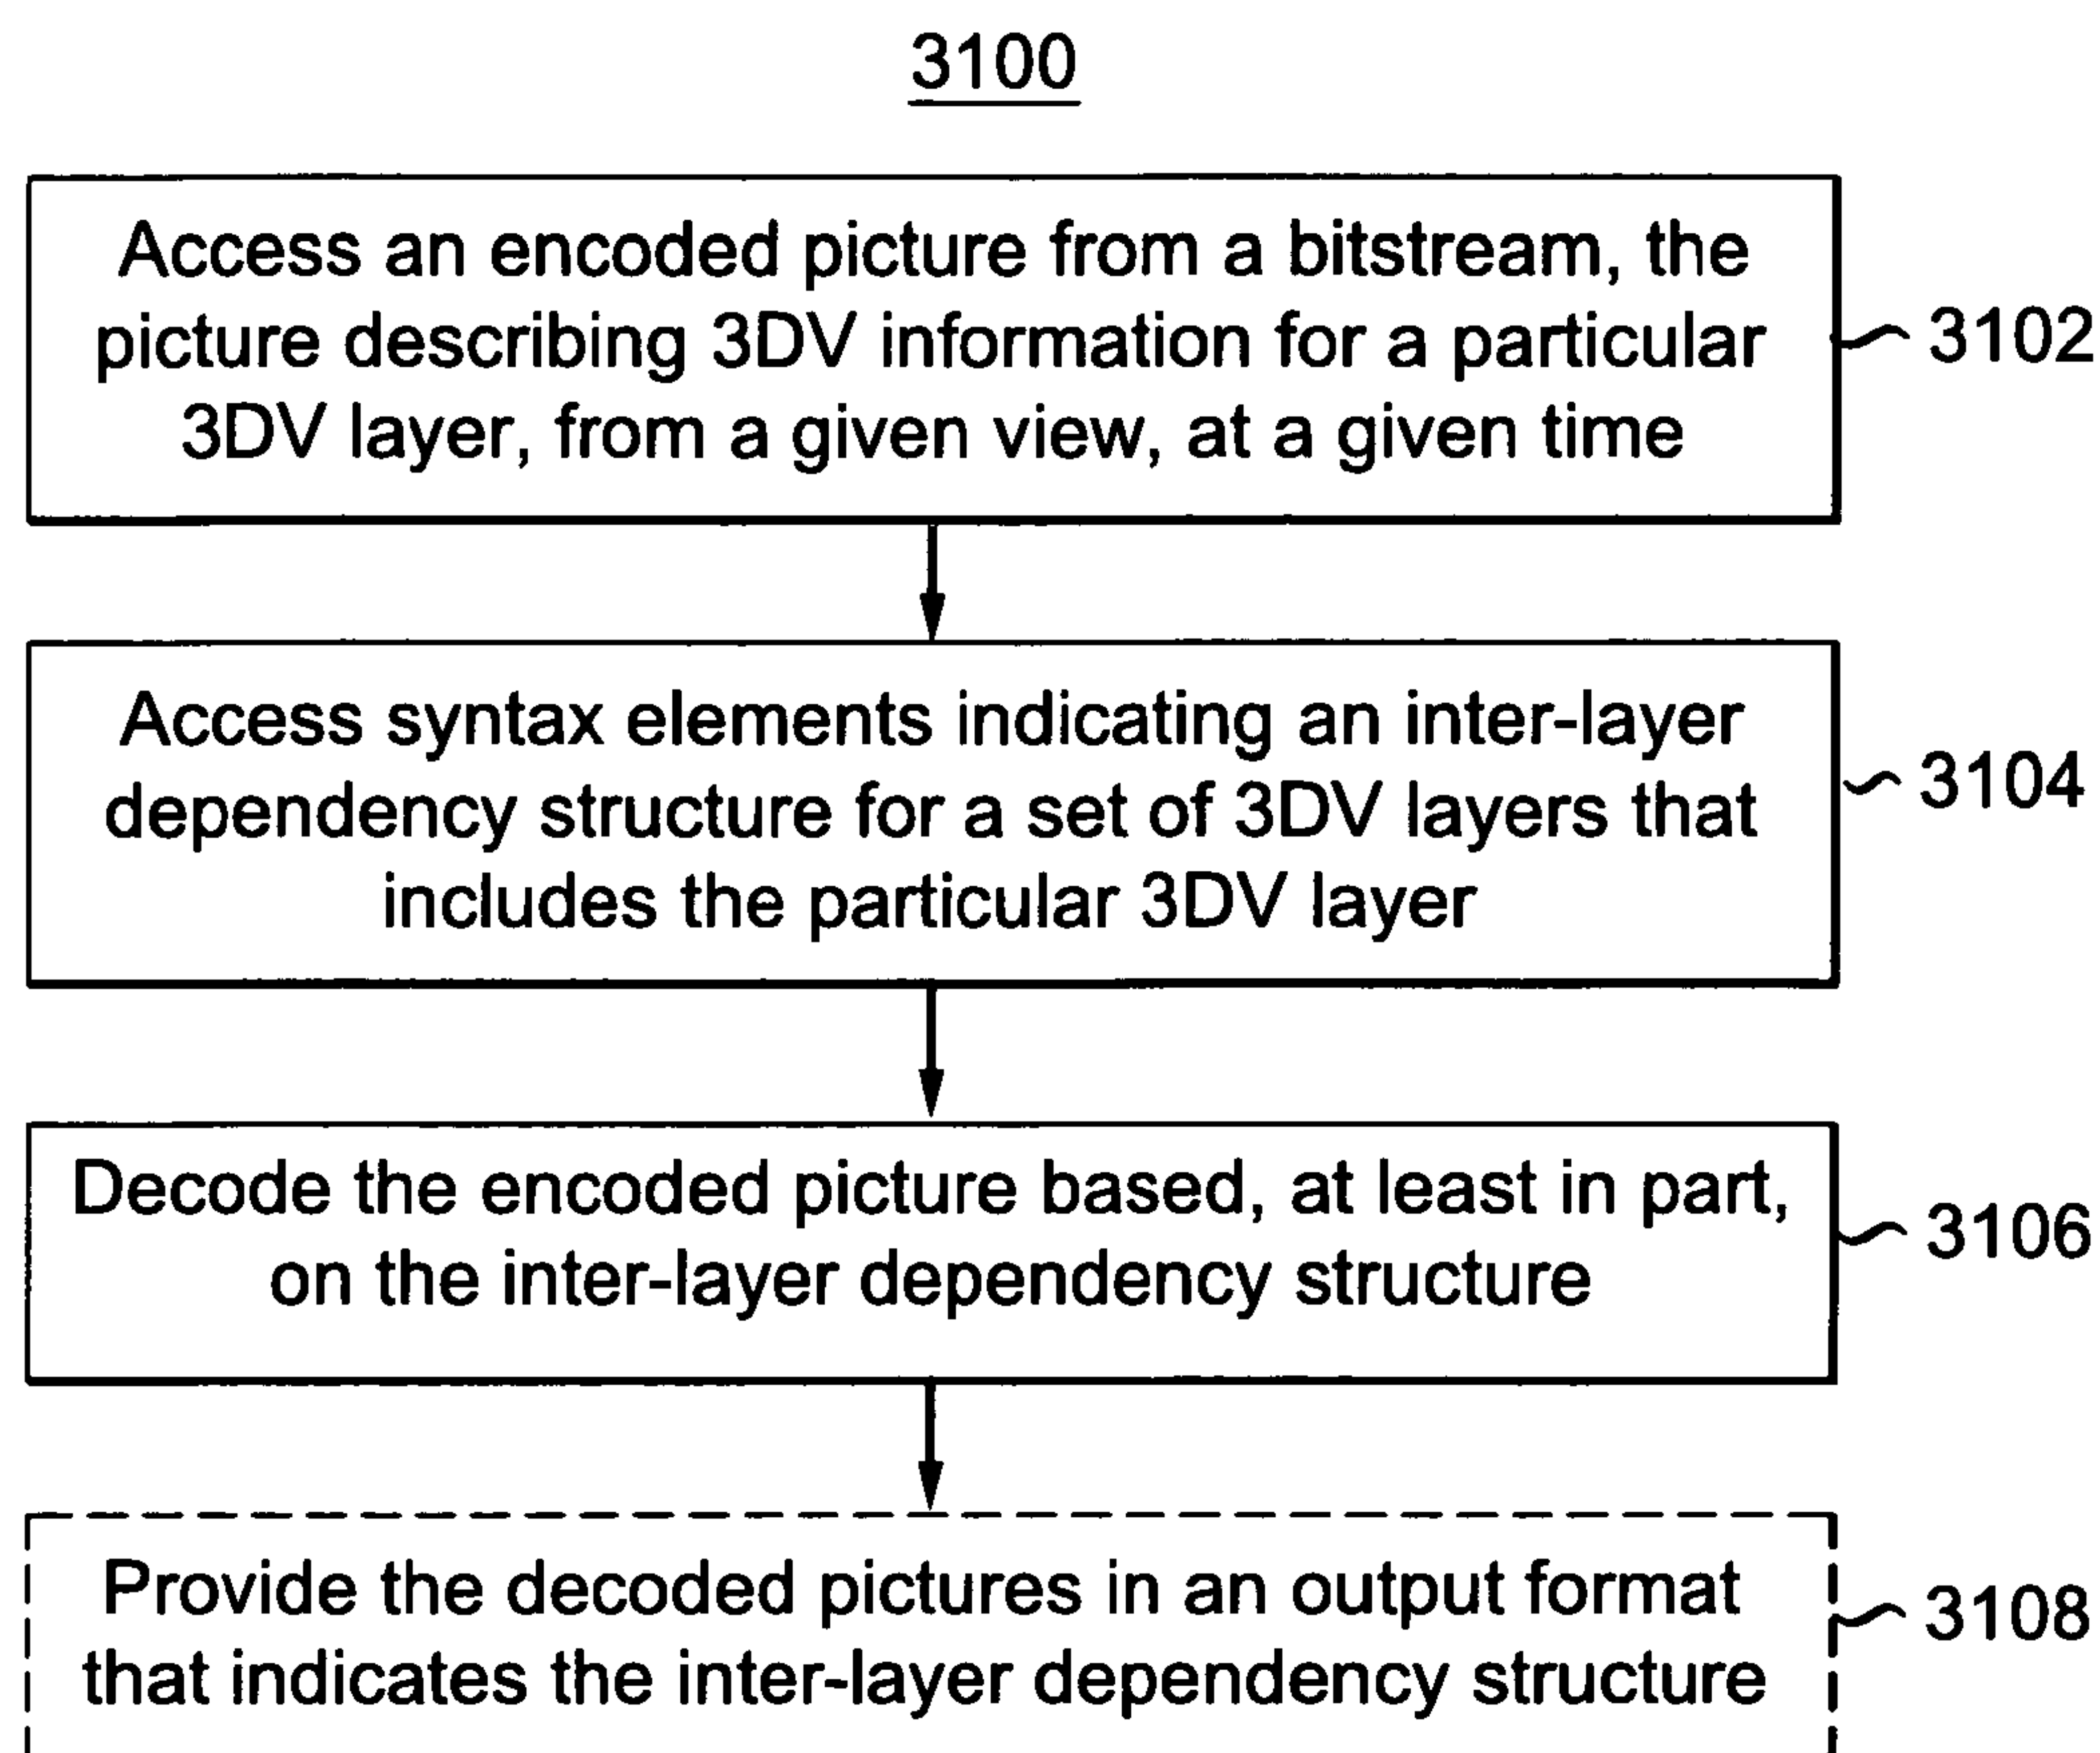 3100
Access an encoded picture from a bitstream, the
picture describing 3DV information for a particular
3DV layer, from a given view, at a given time
3102
Access syntax elements indicating an inter-layer
dependency structure for a set of 3DV layers that
includes the particular 3DV layer
3104
Decode the encoded picture based, at least in part,
on the inter-layer dependency structure
3106
Provide the decoded pictures in an output format
that indicates the inter-layer dependency structure
3108